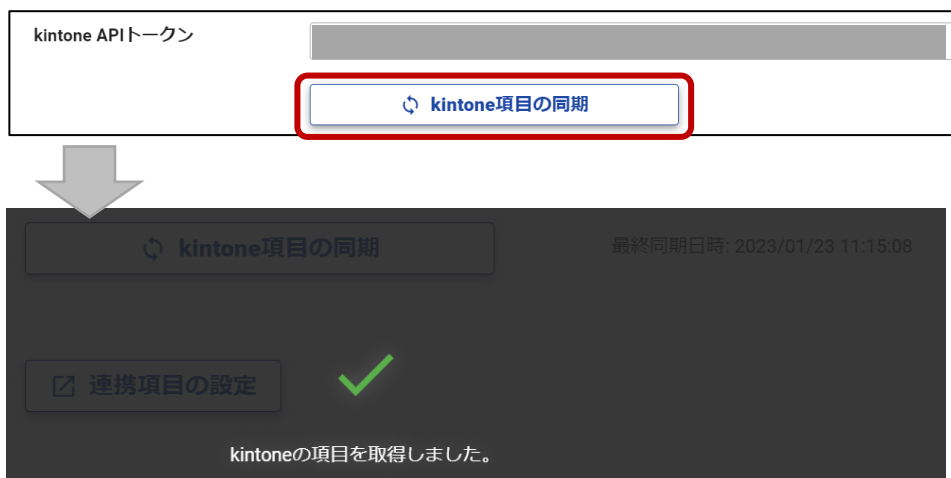 kintone APIトークン
kintone項目の同期
kintone項目の同期
最終同期日時: 2023/01/23 11:15:08
連携項目の設定
kintoneの項目を取得しました。